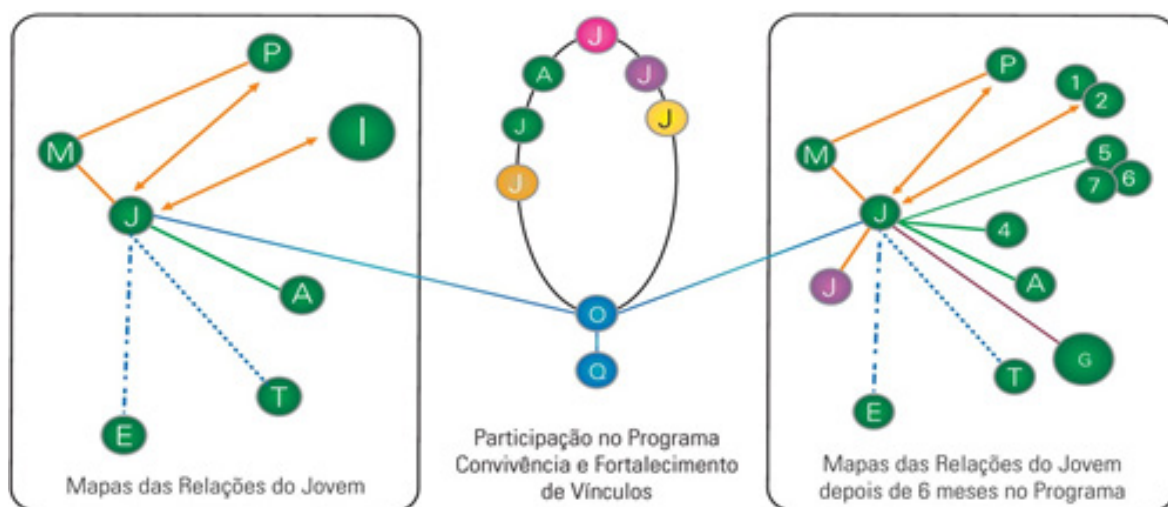 P
I
M
J
A
T
E
Mapas das Relações do Jovem
J
A
J
J
J
J
O
Q
Participação no Programa
Convivência e Fortalecimento
de Vínculos
P
1
2
M
5
6
7
J
4
J
A
G
T
E
Mapas das Relações do Jovem
depois de 6 meses no Programa